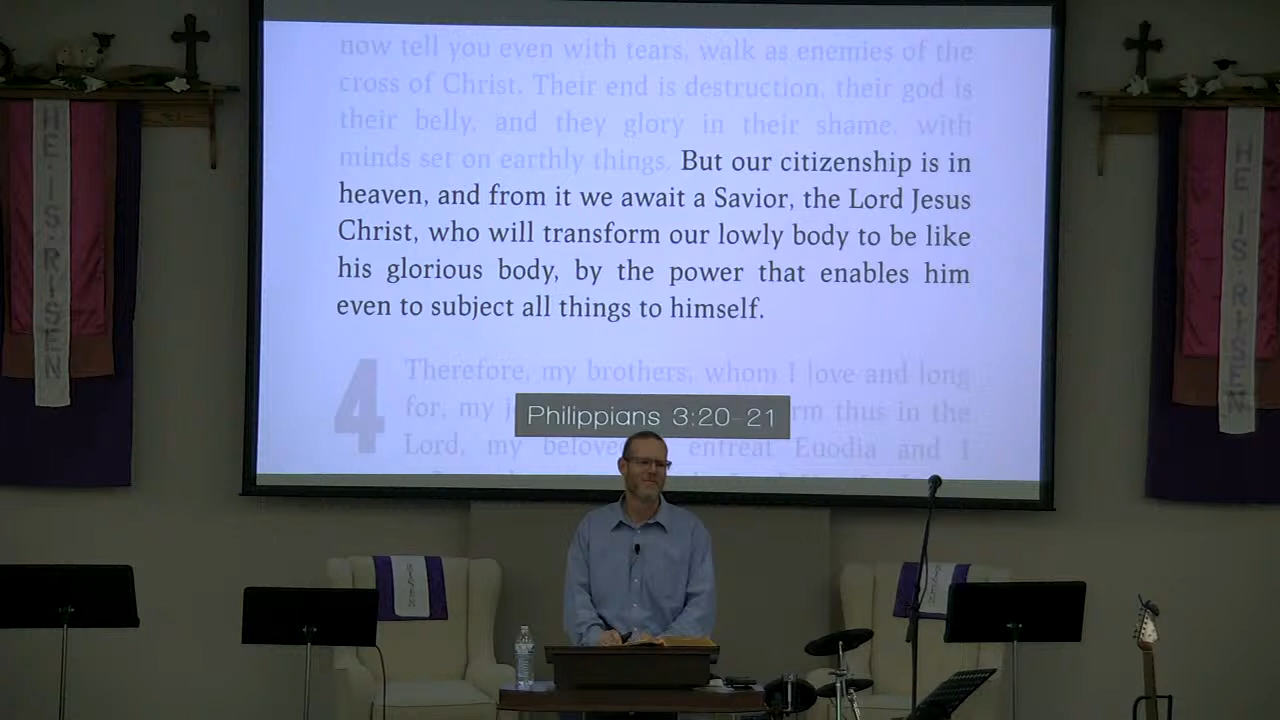 now tell you even with tears, walk as enemies of the
cross of Christ. Their end is destruction, their god is
their belly, and they glory in their shame, with
minds set on earthly things. But our citizenship is in
heaven, and from it we await a Savior, the Lord Jesus
Christ, who will transform our lowly body to be like
his glorious body, by the power that enables him
even to subject all things to himself.
4 Therefore, my brothers, whom I love and long
for, my thus in the
Lord, my entreat Euodia and I
Philippians 3:20-21
HE·IS·RISEN
HE IS RISEN